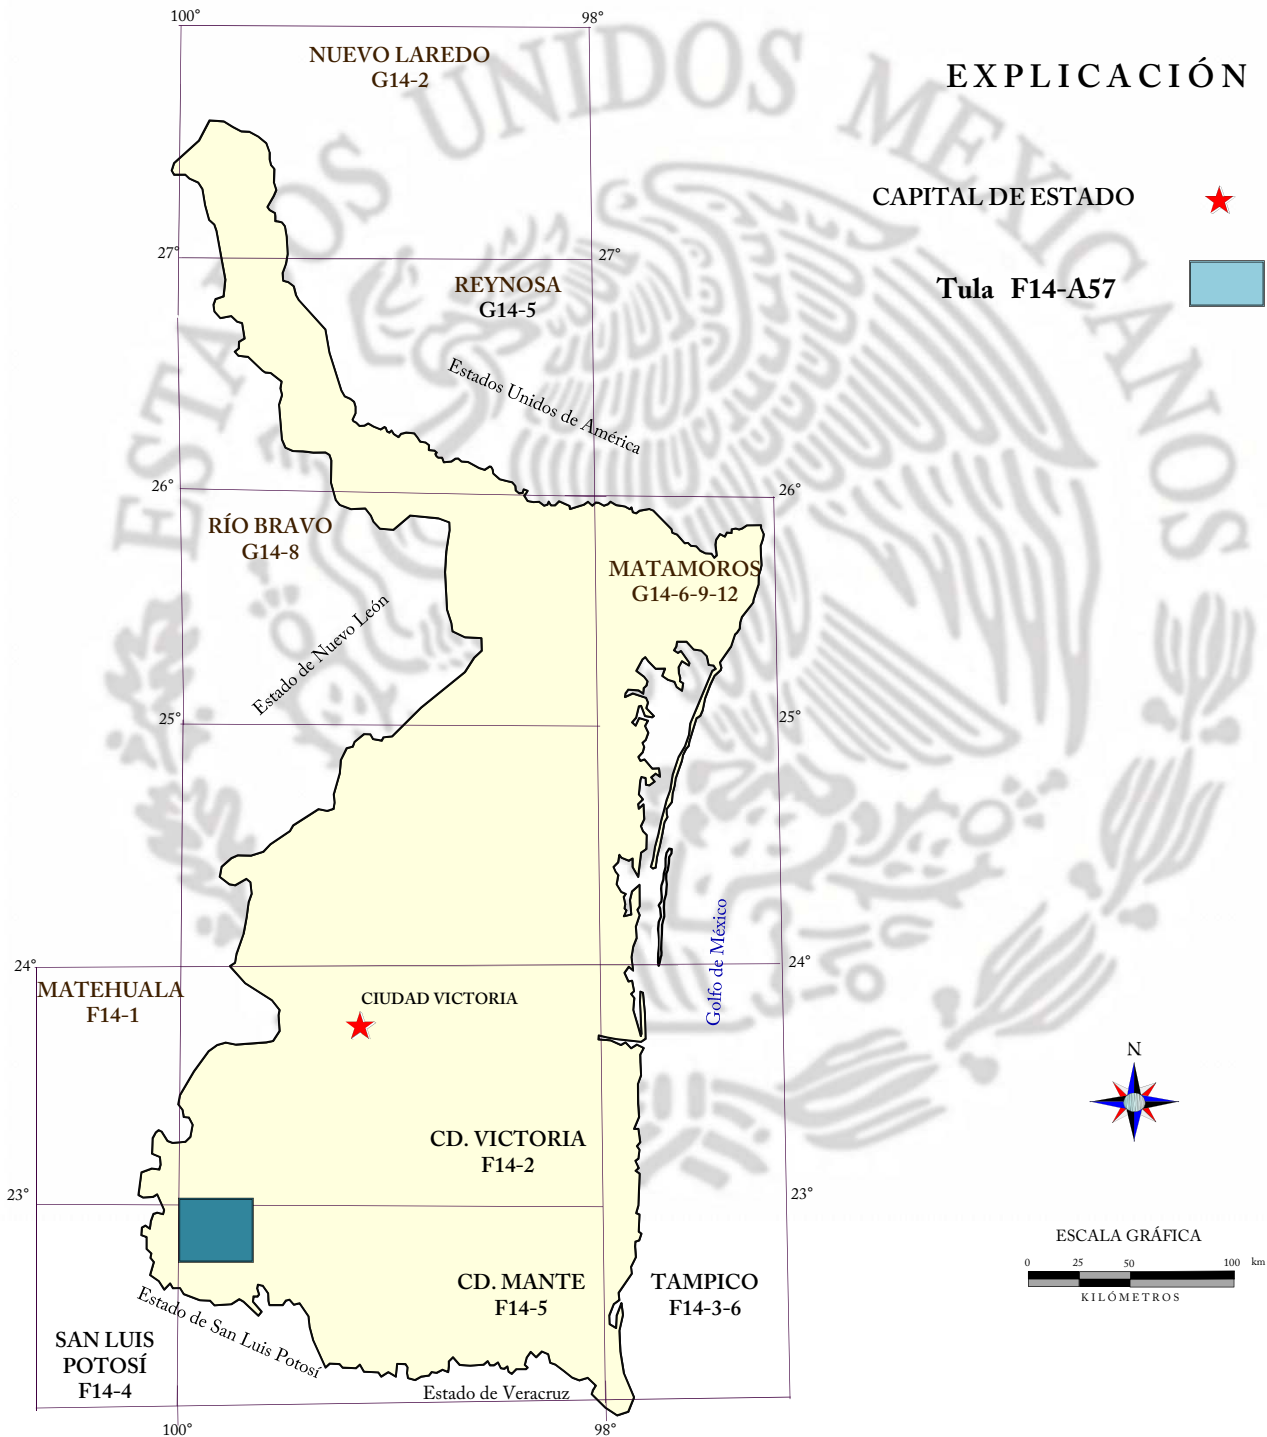 100°
98°
NUEVO LAREDO
G14-2
ESTADOS UNIDOS MEXICANOS
EXPLICACIÓN
CAPITAL DE ESTADO
Tula F14-A57
27°
27°
REYNOSA
G14-5
Estados Unidos de América
26°
26°
RÍO BRAVO
G14-8
MATAMOROS
G14-6-9-12
Estado de Nuevo León
25°
25°
24°
24°
Golfo de México
MATEHUALA
F14-1
CIUDAD VICTORIA
N
CD. VICTORIA
F14-2
23°
23°
ESCALA GRÁFICA
0 25 50 100 km
KILÓMETROS
CD. MANTE
F14-5
TAMPICO
F14-3-6
Estado de San Luis Potosí
SAN LUIS
POTOSÍ
F14-4
Estado de Veracruz
100°
98°